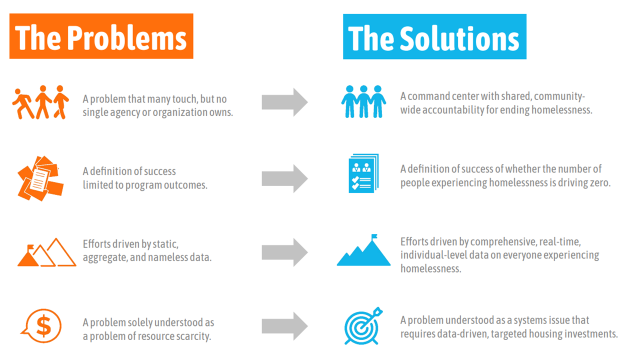 The Problems
The Solutions
A problem that many touch, but no
single agency or organization owns.
A command center with shared, community-
wide accountability for ending homelessness.
A definition of success
limited to program outcomes.
A definition of success of whether the number of
people experiencing homelessness is driving zero.
Efforts driven by static,
aggregate, and nameless data.
Efforts driven by comprehensive, real-time,
individual-level data on everyone experiencing
homelessness.
$
A problem solely understood as
a problem of resource scarcity.
A problem understood as a systems issue that
requires data-driven, targeted housing investments.